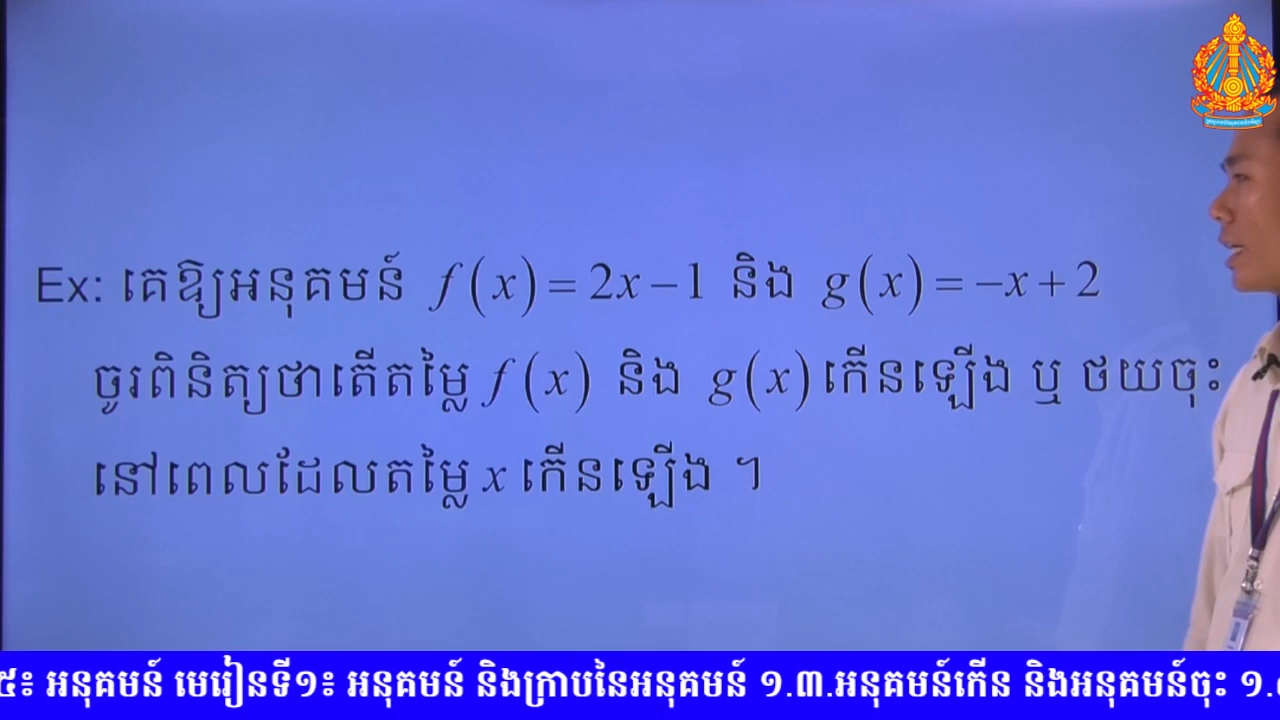 Ex: គេឱ្យអនុគមន៍ f(x)=2x−1 និង g(x)=−x+2
ចូរពិនិត្យថាតើតម្លៃ f(x) និង g(x) កើនឡើង ឬ ថយចុះ
នៅពេលដែលតម្លៃ x កើនឡើង ។
៥៖ អនុគមន៍ មេរៀនទី១៖ អនុគមន៍ និងក្រាបនៃអនុគមន៍ ១.៣.អនុគមន៍កើន និងអនុគមន៍ចុះ ១.